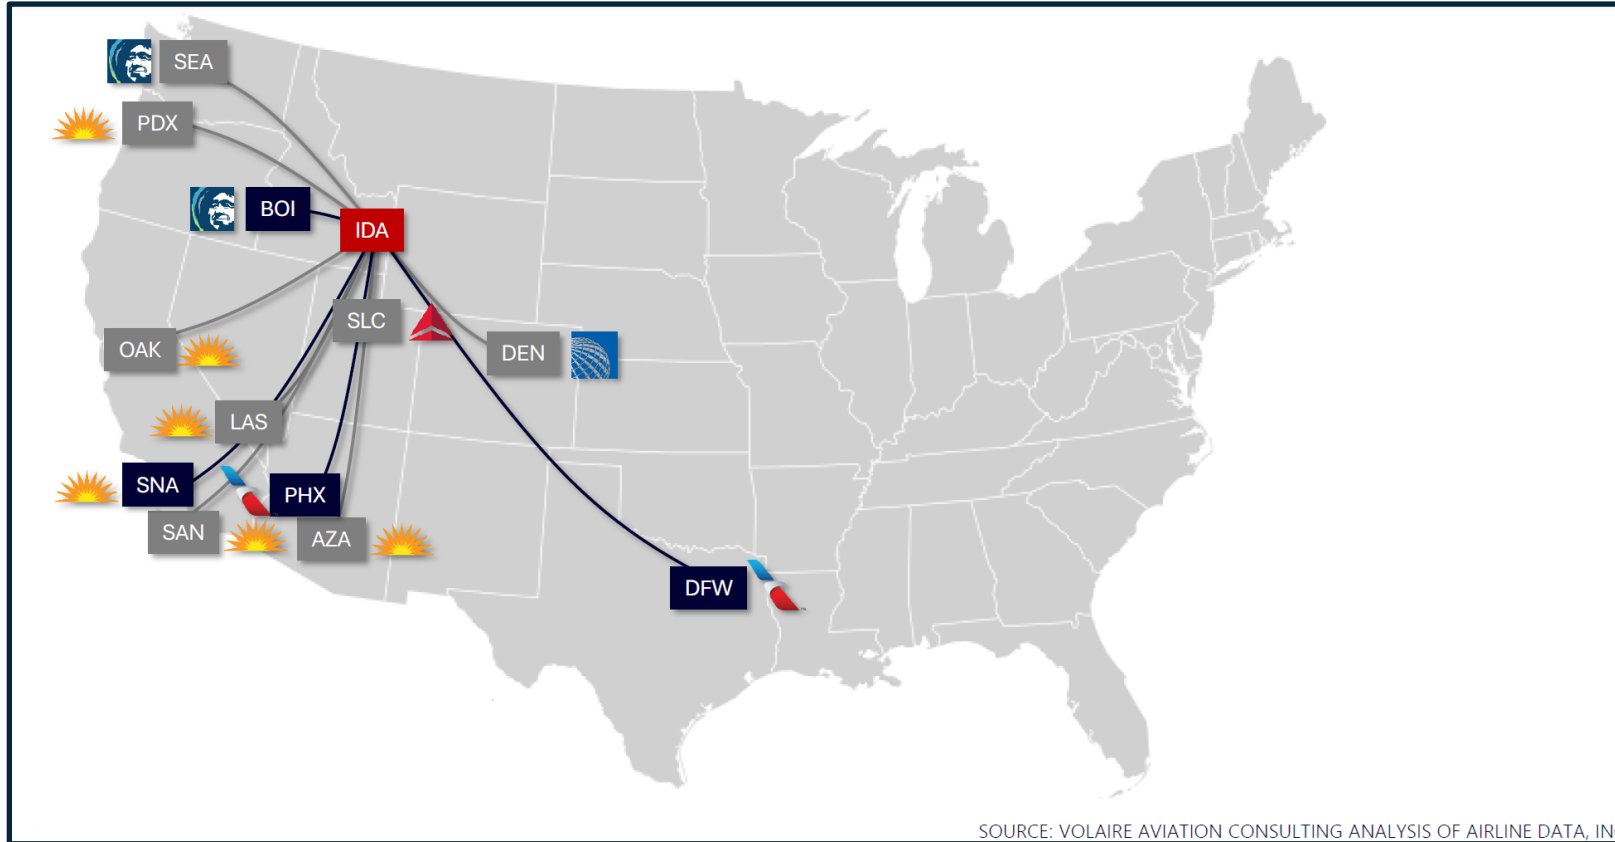 SEA
PDX
BOI
IDA
SLC
OAK
DEN
LAS
SNA
PHX
SAN
AZA
DFW
SOURCE: VOLAIRE AVIATION CONSULTING ANALYSIS OF AIRLINE DATA, IN